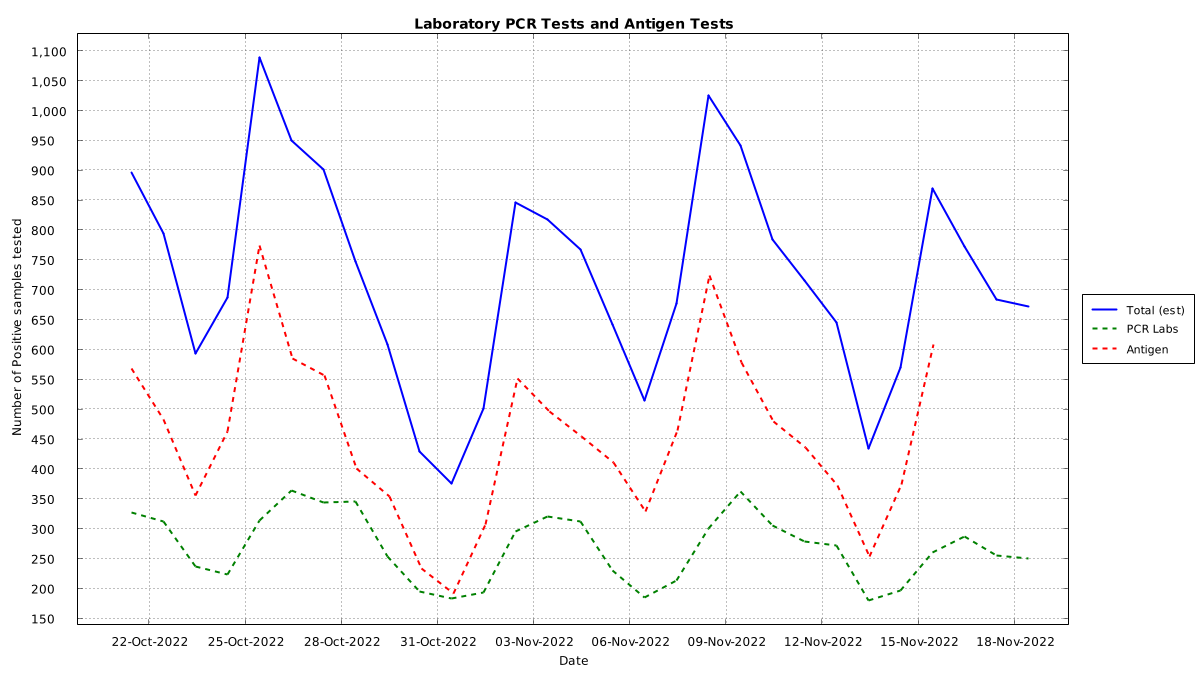 Laboratory PCR Tests and Antigen Tests
1,100
1,050
1,000
950
900
850
800
750
700
650
600
550
500
450
400
350
300
250
200
150
Number of Positive samples tested
22-Oct-2022 25-Oct-2022 28-Oct-2022 31-Oct-2022 03-Nov-2022 06-Nov-2022 09-Nov-2022 12-Nov-2022 15-Nov-2022 18-Nov-2022
Date
Total (est)
PCR Labs
Antigen